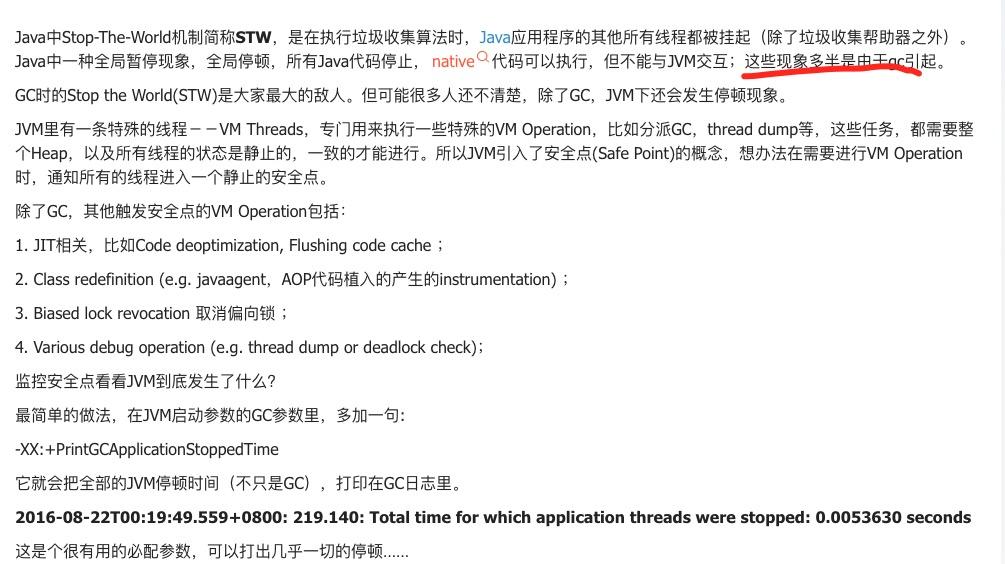 Java中Stop-The-World机制简称STW，是在执行垃圾收集算法时，Java应用程序的其他所有线程都被挂起（除了垃圾收集帮助器之外）。
Java中一种全局暂停现象，全局停顿，所有Java代码停止，native代码可以执行，但不能与JVM交互；这些现象多半是由于gc引起。
GC时的Stop the World(STW)是大家最大的敌人。但可能很多人还不清楚，除了GC，JVM下还会发生停顿现象。
JVM里有一条特殊的线程－－VM Threads，专门用来执行一些特殊的VM Operation，比如分派GC，thread dump等，这些任务，都需要整
个Heap，以及所有线程的状态是静止的，一致的才能进行。所以JVM引入了安全点(Safe Point)的概念，想办法在需要进行VM Operation
时，通知所有的线程进入一个静止的安全点。
除了GC，其他触发安全点的VM Operation包括：
1. JIT相关，比如Code deoptimization, Flushing code cache ；
2. Class redefinition (e.g. javaagent，AOP代码植入的产生的instrumentation) ；
3. Biased lock revocation 取消偏向锁 ；
4. Various debug operation (e.g. thread dump or deadlock check)；
监控安全点看看JVM到底发生了什么？
最简单的做法，在JVM启动参数的GC参数里，多加一句：
-XX:+PrintGCApplicationStoppedTime
它就会把全部的JVM停顿时间（不只是GC），打印在GC日志里。
2016-08-22T00:19:49.559+0800: 219.140: Total time for which application threads were stopped: 0.0053630 seconds
这是个很有用的必配参数，可以打出几乎一切的停顿......